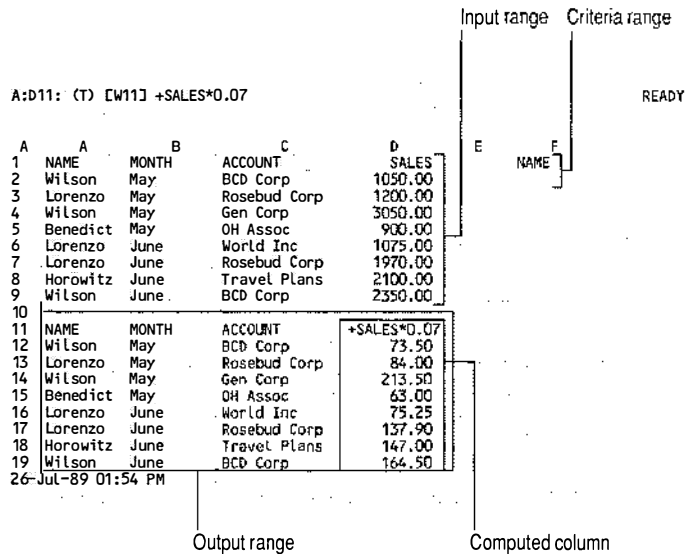 Input range Criteria range
A:D11: (T) [W11] +SALES*0.07 READY
A A B C D E F
1 NAME MONTH ACCOUNT SALES NAME
2 Wilson May BCD Corp 1050.00
3 Lorenzo May Rosebud Corp 1200.00
4 Wilson May Gen Corp 3050.00
5 Benedict May OH Assoc 900.00
6 Lorenzo June World Inc 1075.00
7 Lorenzo June Rosebud Corp 1970.00
8 Horowitz June Travel Plans 2100.00
9 Wilson June BCD Corp 2350.00
10
11 NAME MONTH ACCOUNT +SALES*0.07
12 Wilson May BCD Corp 73.50
13 Lorenzo May Rosebud Corp 84.00
14 Wilson May Gen Corp 213.50
15 Benedict May OH Assoc 63.00
16 Lorenzo June World Inc 75.25
17 Lorenzo June Rosebud Corp 137.90
18 Horowitz June Travel Plans 147.00
19 Wilson June BCD Corp 164.50
26-Jul-89 01:54 PM
Output range Computed column